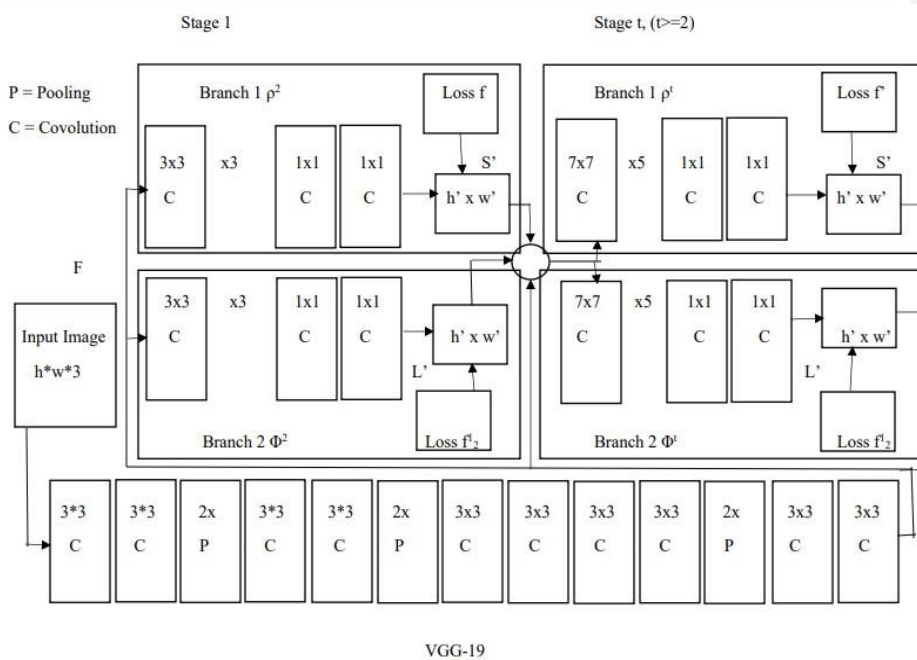 Stage 1
Stage t, (t>=2)
P = Pooling
C = Covolution
Branch 1 ρ²
Loss f
3x3
C
x3
1x1
C
1x1
C
S’
h’ x w’
Branch 1 ρᵗ
Loss f’
7x7
C
x5
1x1
C
1x1
C
S’
h’ x w’
F
Input Image
h*w*3
3x3
C
x3
1x1
C
1x1
C
h’ x w’
L’
Branch 2 Φ²
Loss fᵗ₂
7x7
C
x5
1x1
C
1x1
C
h’ x w’
L’
Branch 2 Φᵗ
Loss fᵗ₂
3*3
C
3*3
C
2x
P
3*3
C
3*3
C
2x
P
3x3
C
3x3
C
3x3
C
3x3
C
2x
P
3x3
C
3x3
C
VGG-19